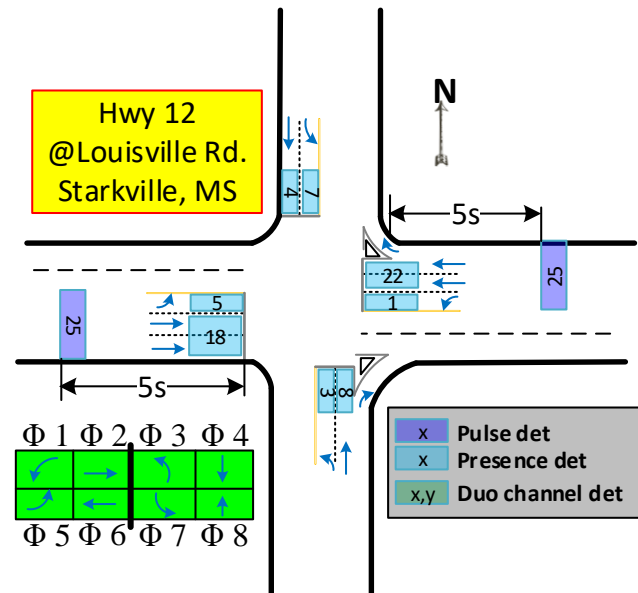 Hwy 12
@Louisville Rd.
Starkville, MS
N
4
7
5s
22
1
25
25
5
18
5s
3
8
Φ 1 Φ 2 Φ 3 Φ 4
Φ 5 Φ 6 Φ 7 Φ 8
x Pulse det
x Presence det
x,y Duo channel det